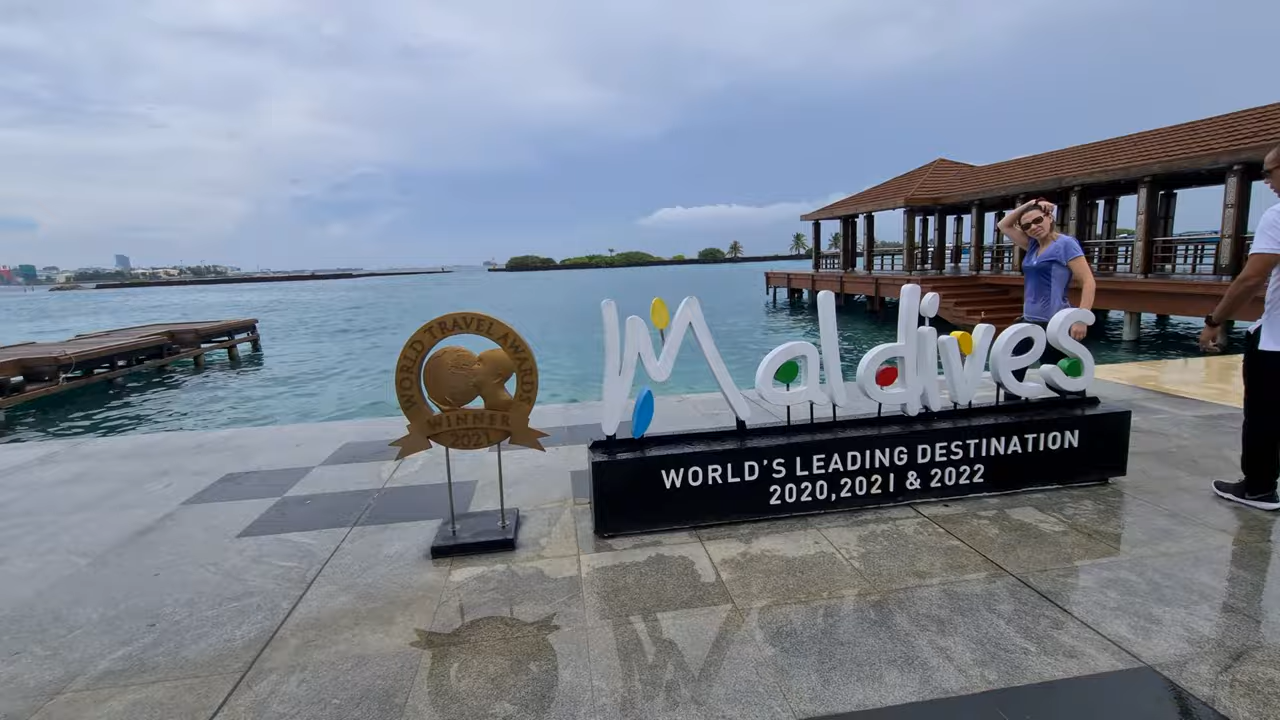 WORLD TRAVEL AWARDS
WINNER
2021
Maldives
WORLD'S LEADING DESTINATION
2020,2021 & 2022